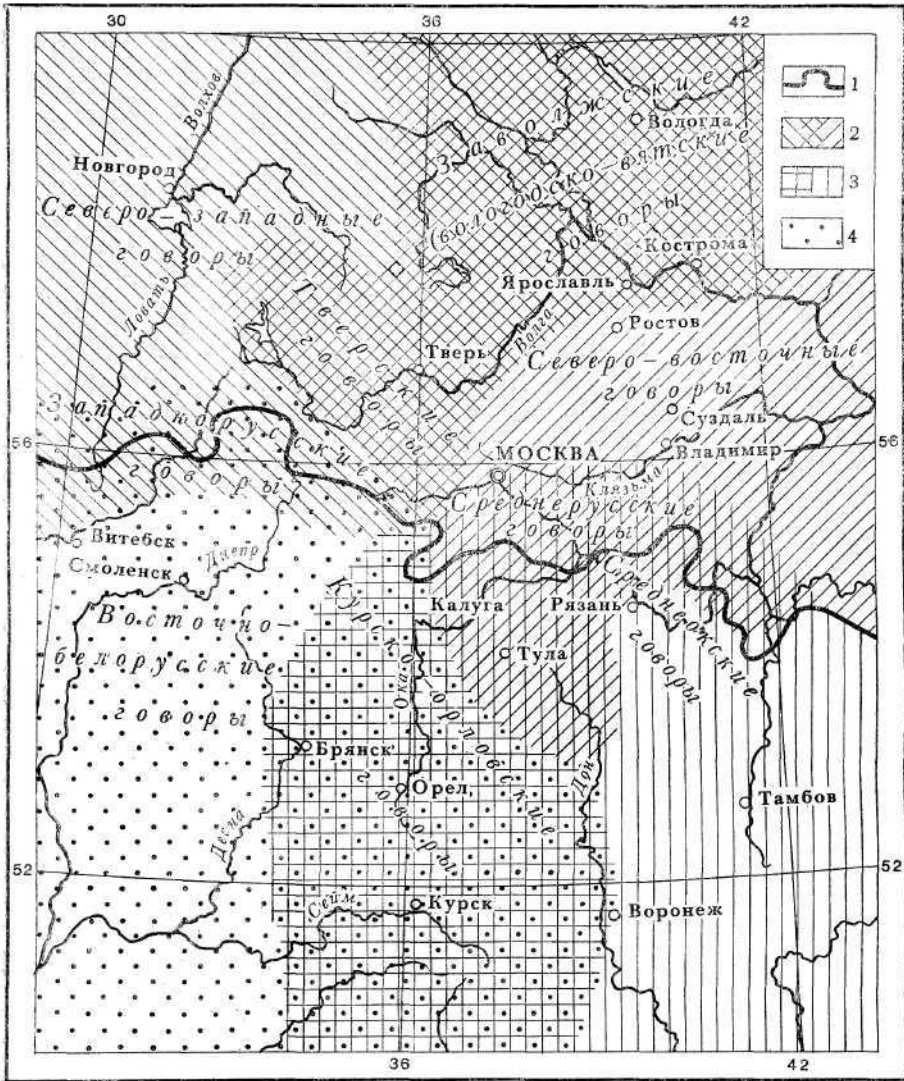 30 36 42
1
2
3
4
Волхов
Новгород
Северо-западные
говоры
Ловать
Заволжские
(вологодско-вятские
говоры
Вологда
Кострома
Ярославль
Ростов
Волга
Тверские
говоры
Тверь
Северо-восточные
говоры
Суздаль
Владимир
56 56
Западнорусские
говоры
МОСКВА
Клязьма
Среднерусские
говоры
Витебск
Днепр
Смоленск
Калуга
Рязань
Среднеокские
говоры
Тула
Восточно-
белорусские
говоры
Курско-орловские
говоры
Ока
Брянск
Орел
Дон
Тамбов
Десна
52 52
Сейм
Курск
Воронеж
36 42